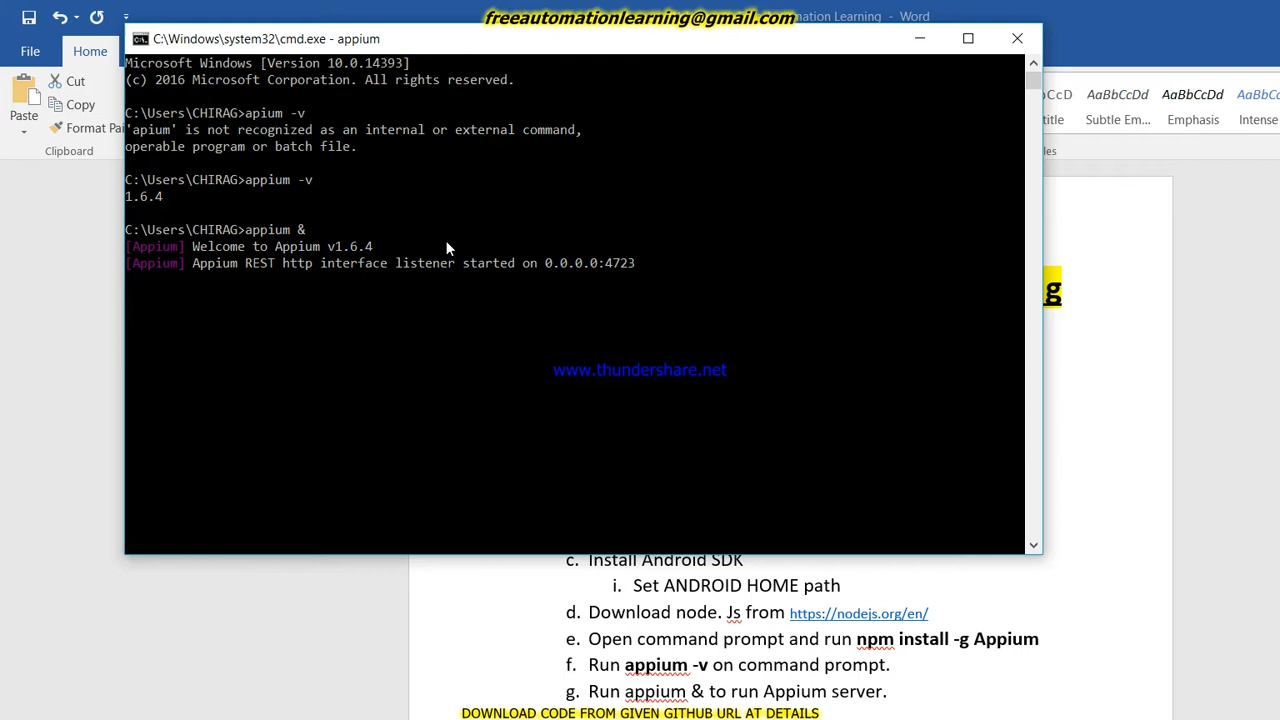 freeautomationlearning@gmail.com
mation Learning - Word
C:\Windows\system32\cmd.exe - appium
File
Home
Cut
Copy
Format Pai
Paste
Clipboard
Microsoft Windows [Version 10.0.14393]
(c) 2016 Microsoft Corporation. All rights reserved.
C:\Users\CHIRAG>apium -v
'apium' is not recognized as an internal or external command,
operable program or batch file.
C:\Users\CHIRAG>appium -v
1.6.4
C:\Users\CHIRAG>appium &
[Appium] Welcome to Appium v1.6.4
[Appium] Appium REST http interface listener started on 0.0.0.0:4723
bCcD AaBbCcDd AaBbCcDd AaBbCcD
title Subtle Em... Emphasis Intense
les
g
www.thundershare.net
c. Install Android SDK
i. Set ANDROID HOME path
d. Download node. Js from https://nodejs.org/en/
e. Open command prompt and run npm install -g Appium
f. Run appium -v on command prompt.
g. Run appium & to run Appium server.
DOWNLOAD CODE FROM GIVEN GITHUB URL AT DETAILS